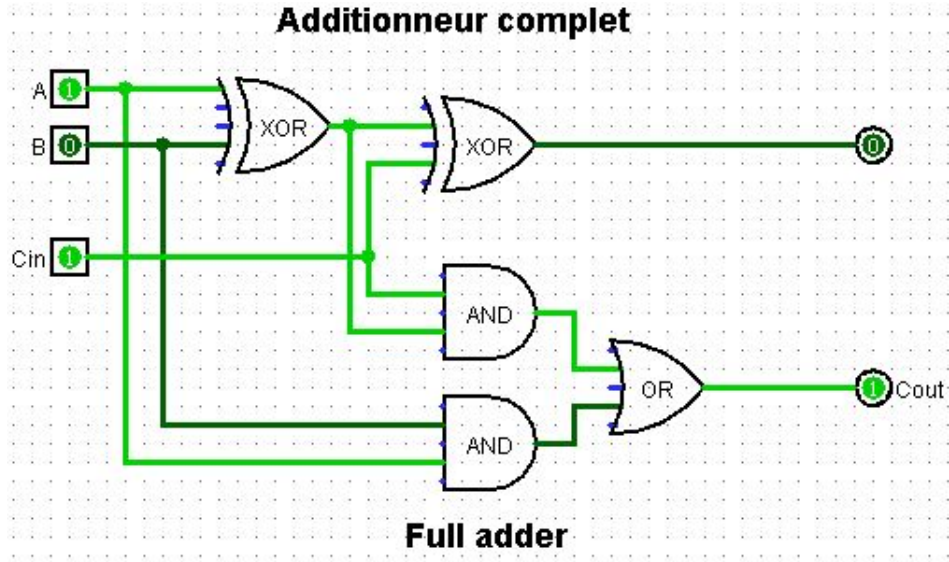 Additionneur complet
A 1
XOR
XOR
B 0
0
Cin 1
AND
OR
1 Cout
AND
Full adder